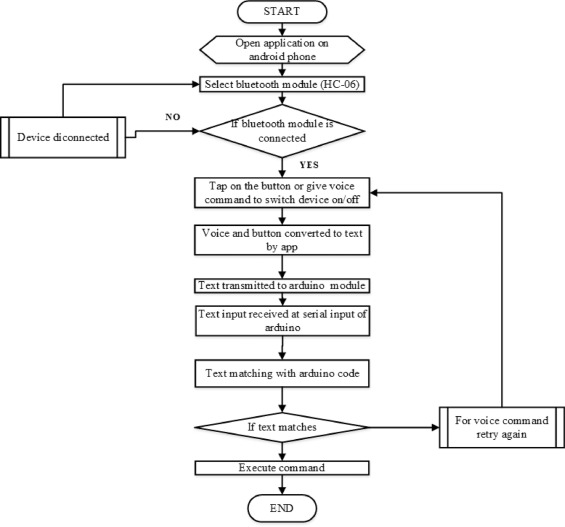 START
Open application on
android phone
Select bluetooth module (HC-06)
NO
If bluetooth module is
connected
Device diconnected
YES
Tap on the button or give voice
command to switch device on/off
Voice and button converted to text
by app
Text transmitted to arduino module
Text input received at serial input of
arduino
Text matching with arduino code
If text matches
For voice command
retry again
Execute command
END